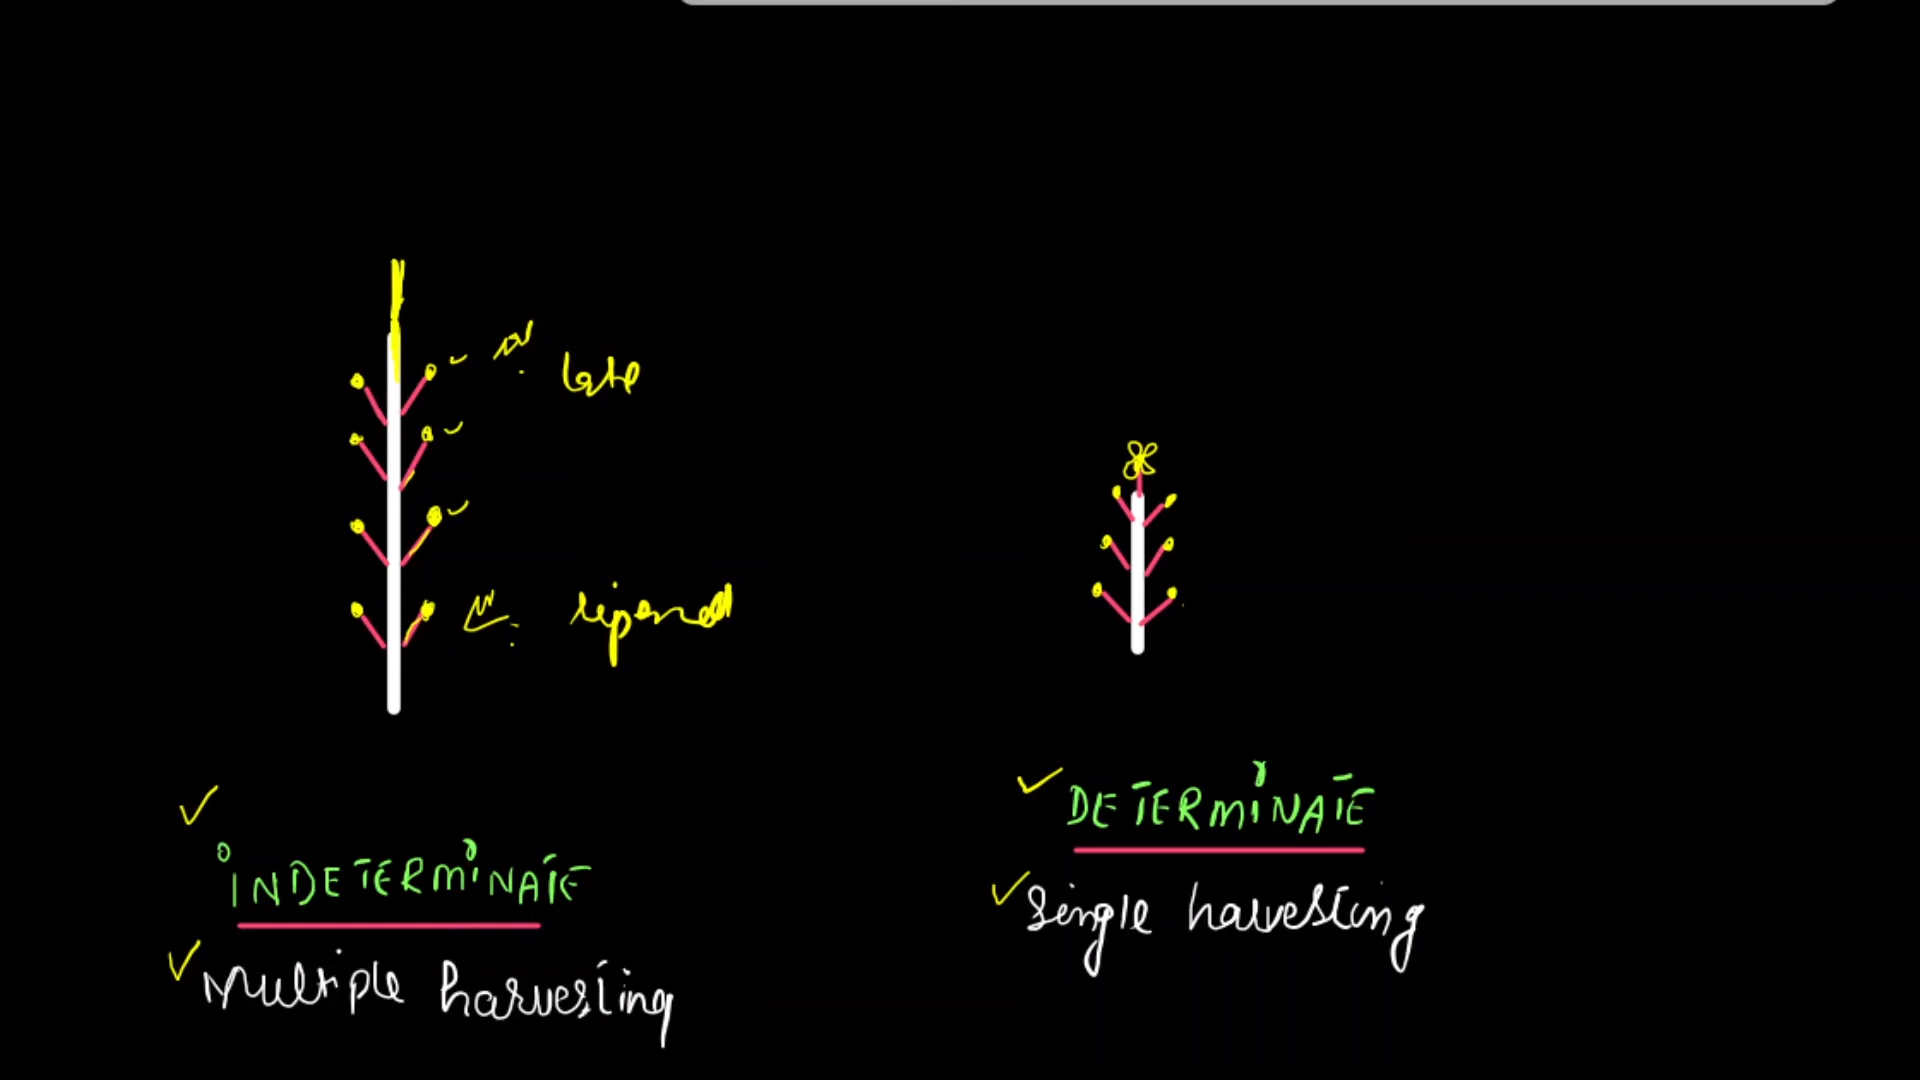 late
ripened
DETERMINATE
INDETERMINATE
Single harvesting
Multiple harvesting